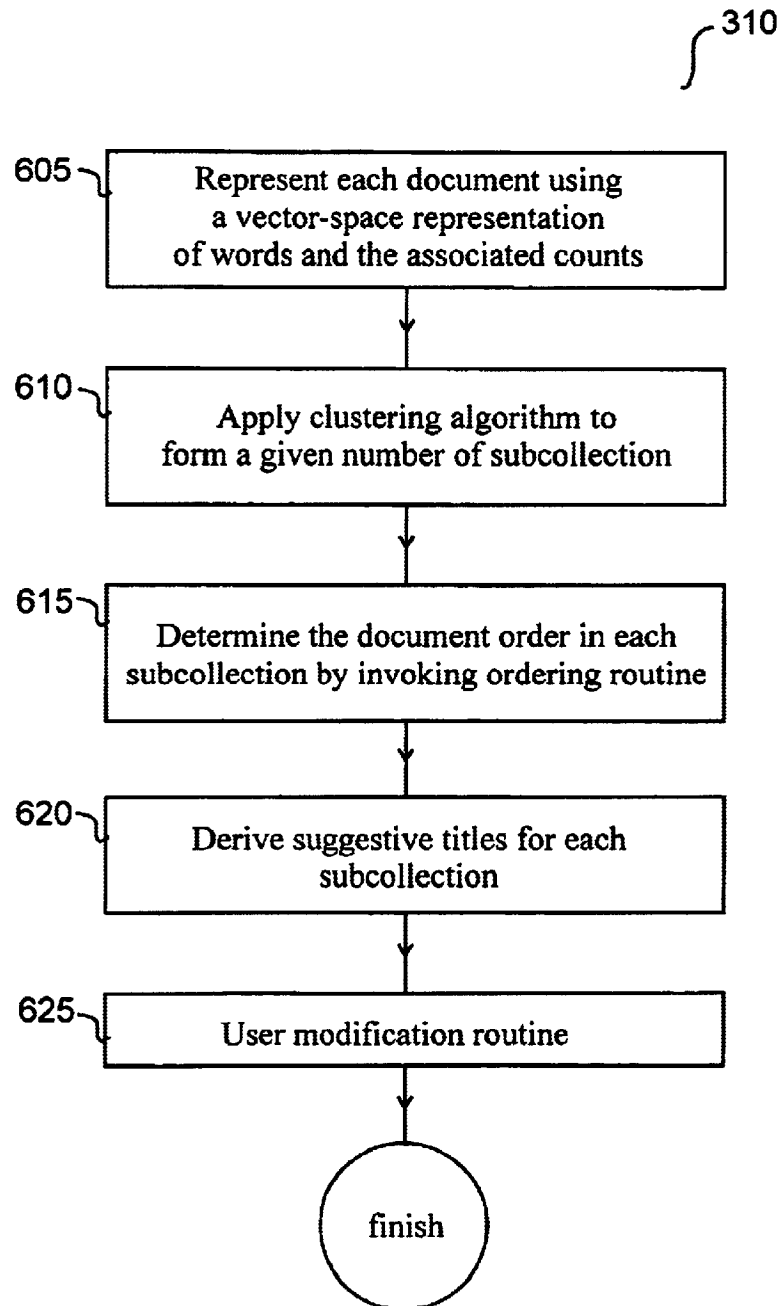 310
605
Represent each document using
a vector-space representation
of words and the associated counts
610
Apply clustering algorithm to
form a given number of subcollection
615
Determine the document order in each
subcollection by invoking ordering routine
620
Derive suggestive titles for each
subcollection
625
User modification routine
finish